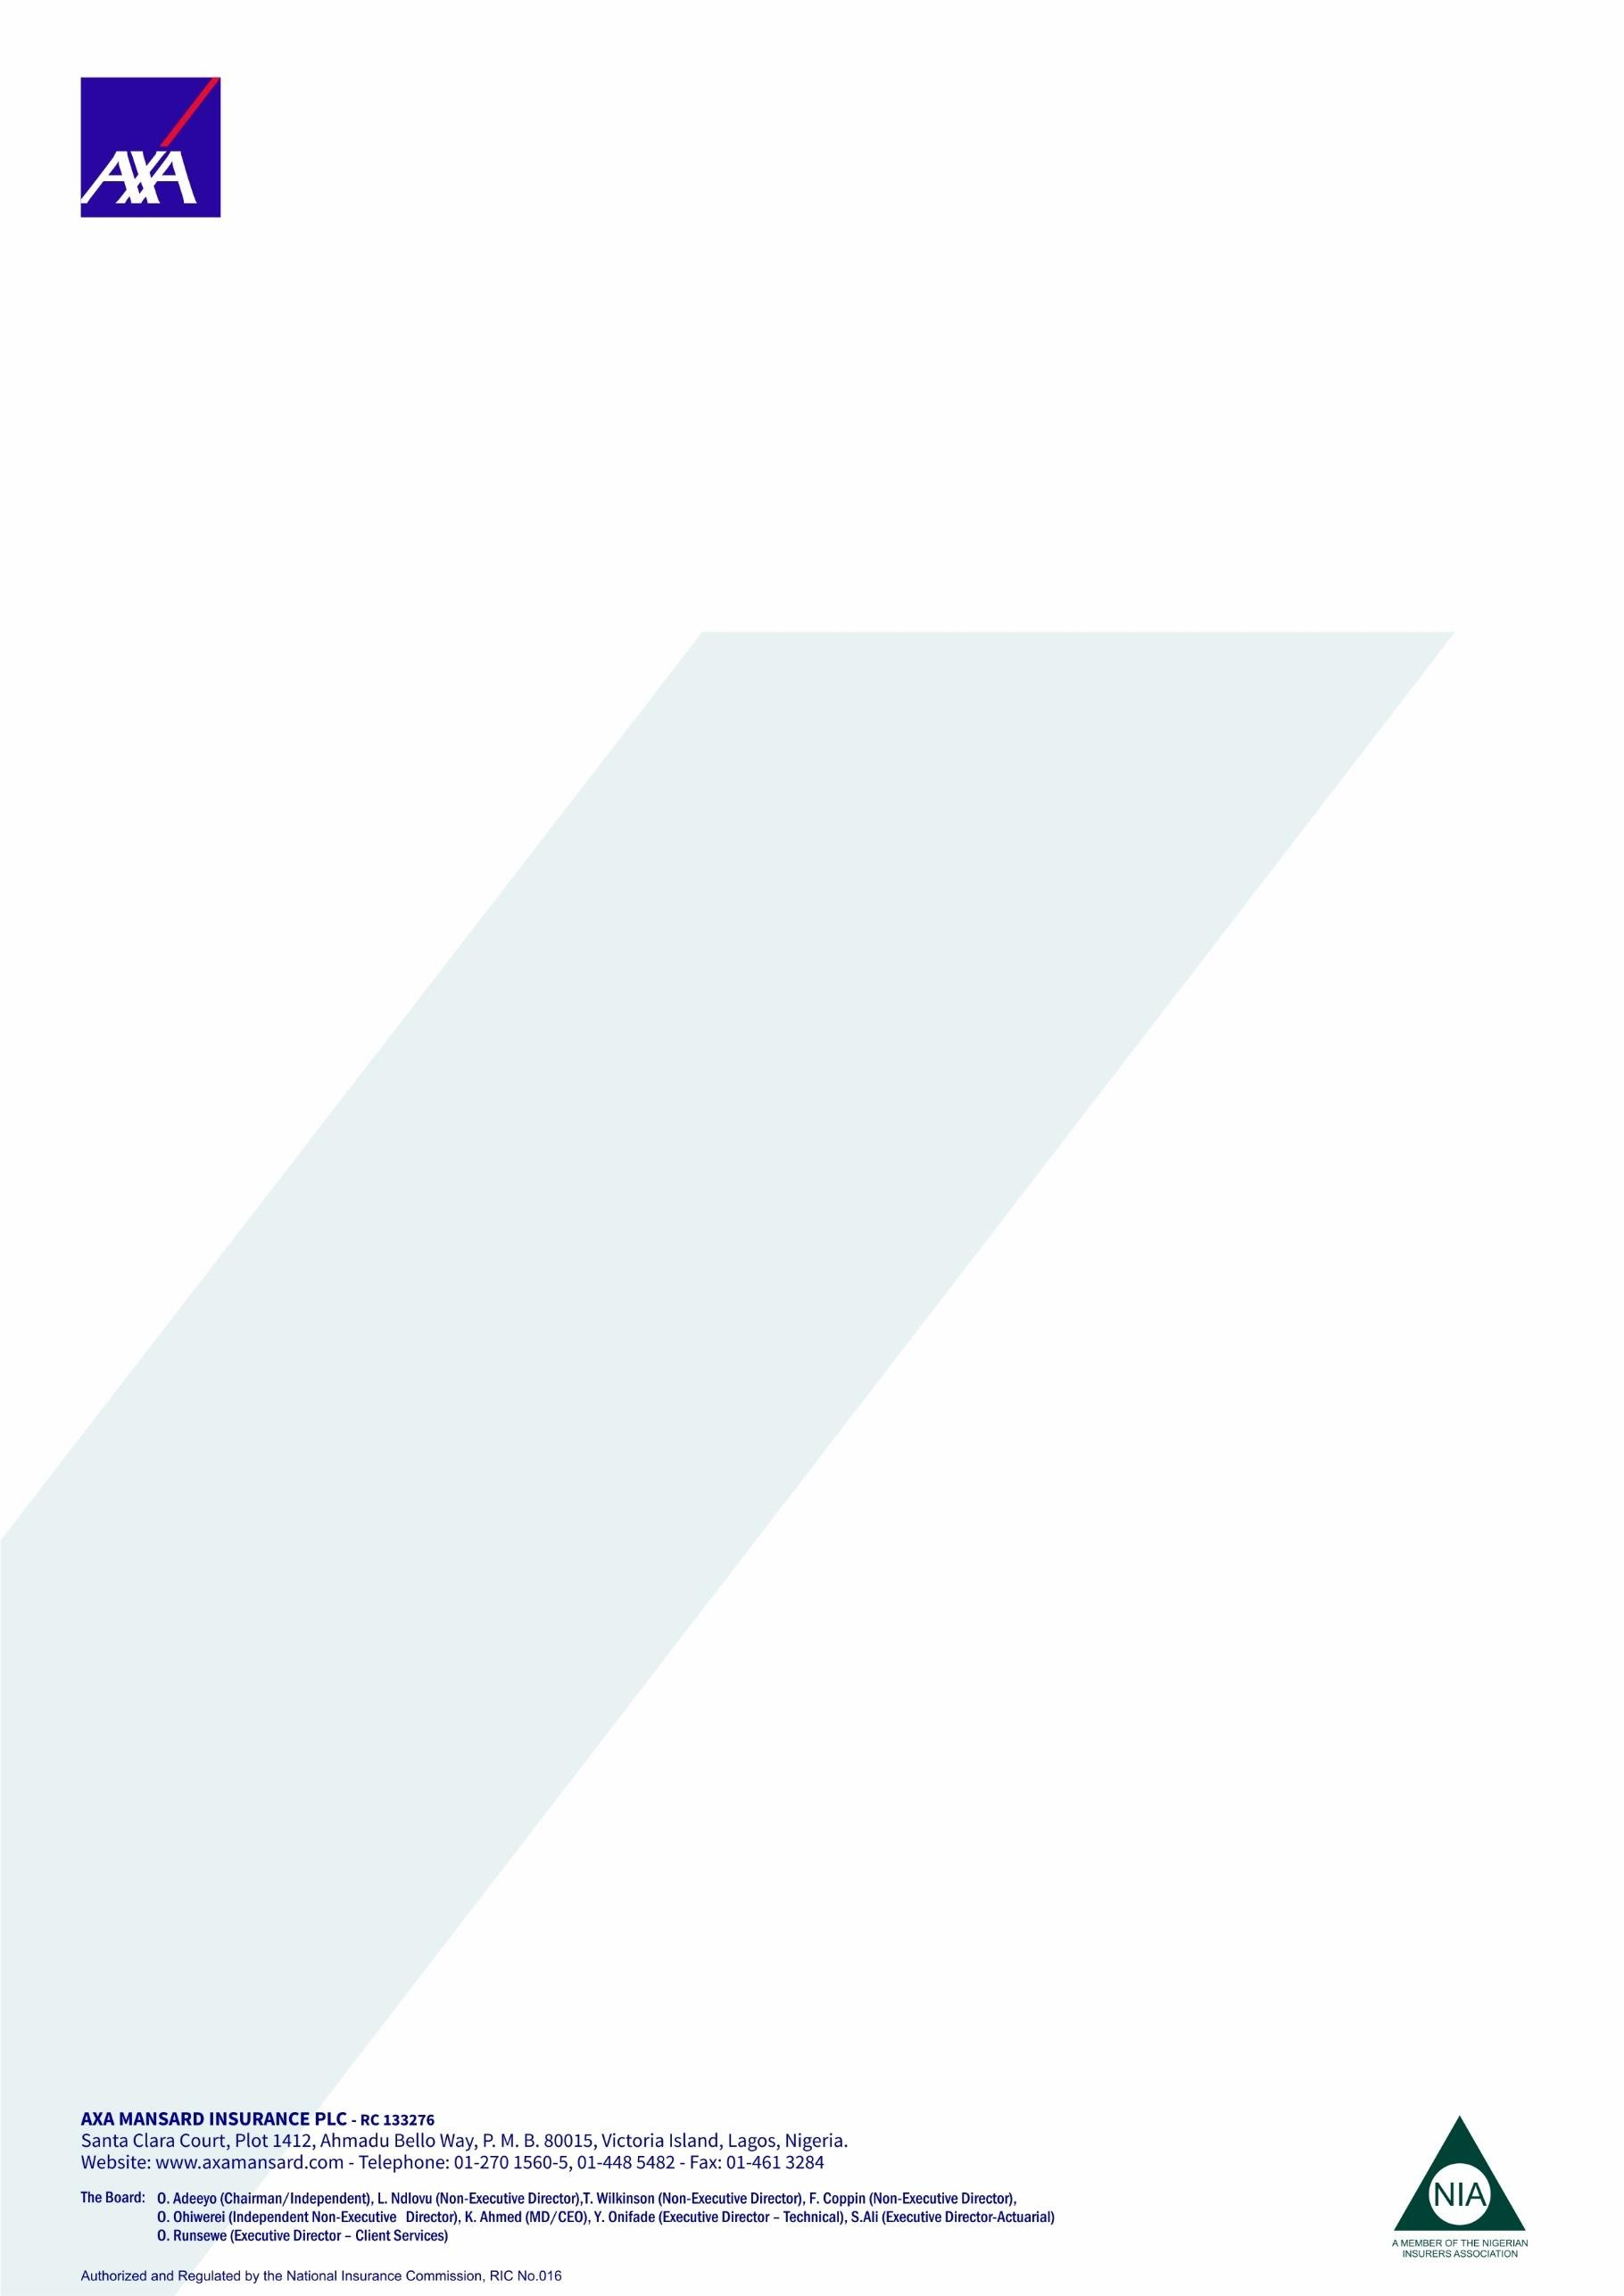 AXA
AXA MANSARD INSURANCE PLC - RC 133276
Santa Clara Court, Plot 1412, Ahmadu Bello Way, P. M. B. 80015, Victoria Island, Lagos, Nigeria.
Website: www.axamansard.com - Telephone: 01-270 1560-5, 01-448 5482 - Fax: 01-461 3284
The Board: O. Adeeyo (Chairman/Independent), L. Ndlovu (Non-Executive Director),T. Wilkinson (Non-Executive Director), F. Coppin (Non-Executive Director),
O. Ohiwerei (Independent Non-Executive Director), K. Ahmed (MD/CEO), Y. Onifade (Executive Director – Technical), S.Ali (Executive Director-Actuarial)
O. Runsewe (Executive Director – Client Services)
Authorized and Regulated by the National Insurance Commission, RIC No.016
NIA
A MEMBER OF THE NIGERIAN
INSURERS ASSOCIATION